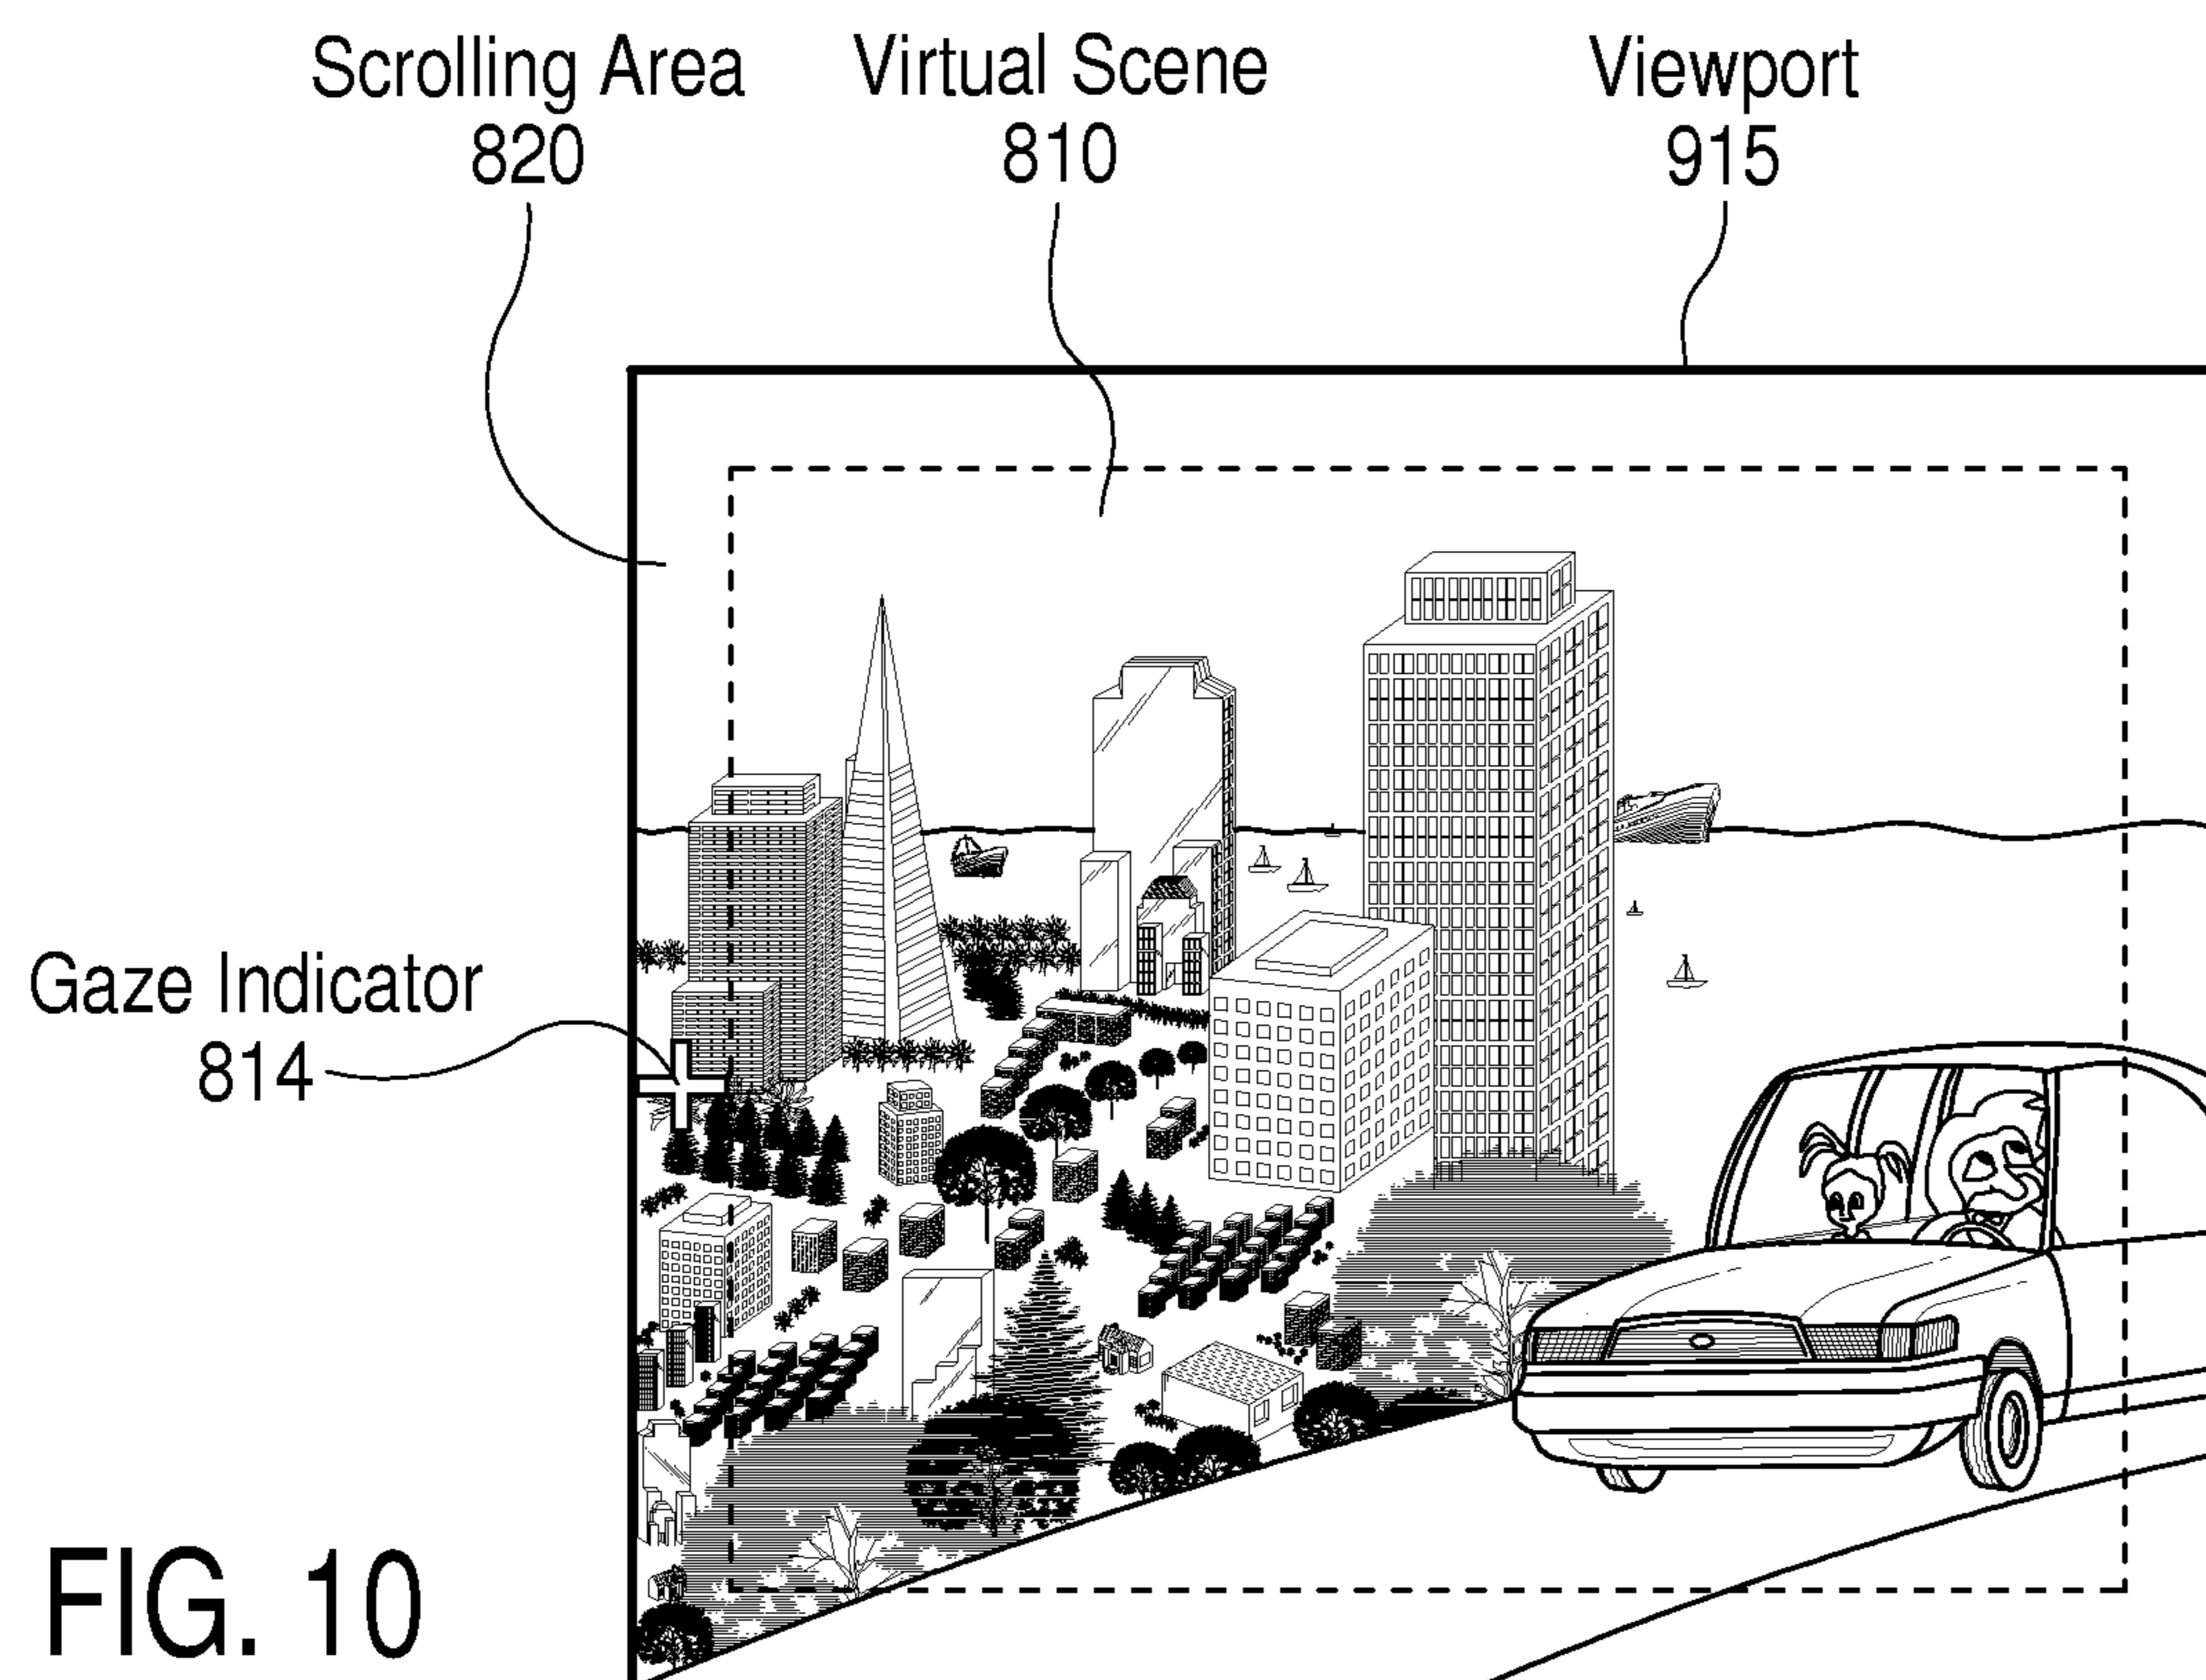 Scrolling Area
820
Virtual Scene
810
Viewport
915
Gaze Indicator
814
FIG. 10